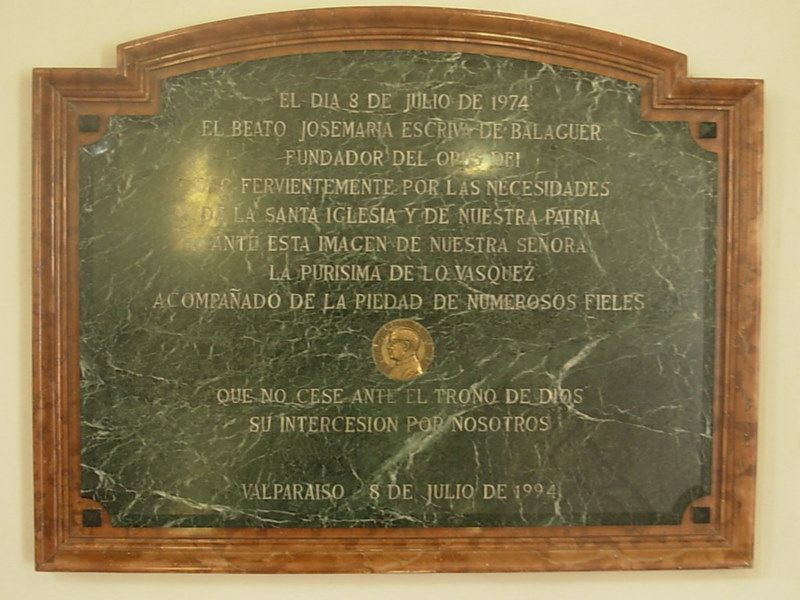 EL DIA 8 DE JULIO DE 1974
EL BEATO JOSEMARIA ESCRIVA DE BALAGUER
FUNDADOR DEL OPUS DEI
FERVIENTEMENTE POR LAS NECESIDADES
DE LA SANTA IGLESIA Y DE NUESTRA PATRIA
ANTE ESTA IMAGEN DE NUESTRA SEÑORA
LA PURISIMA DE LO VASQUEZ
ACOMPAÑADO DE LA PIEDAD DE NUMEROSOS FIELES
QUE NO CESE ANTE EL TRONO DE DIOS
SU INTERCESION POR NOSOTROS
VALPARAISO 8 DE JULIO DE 1994